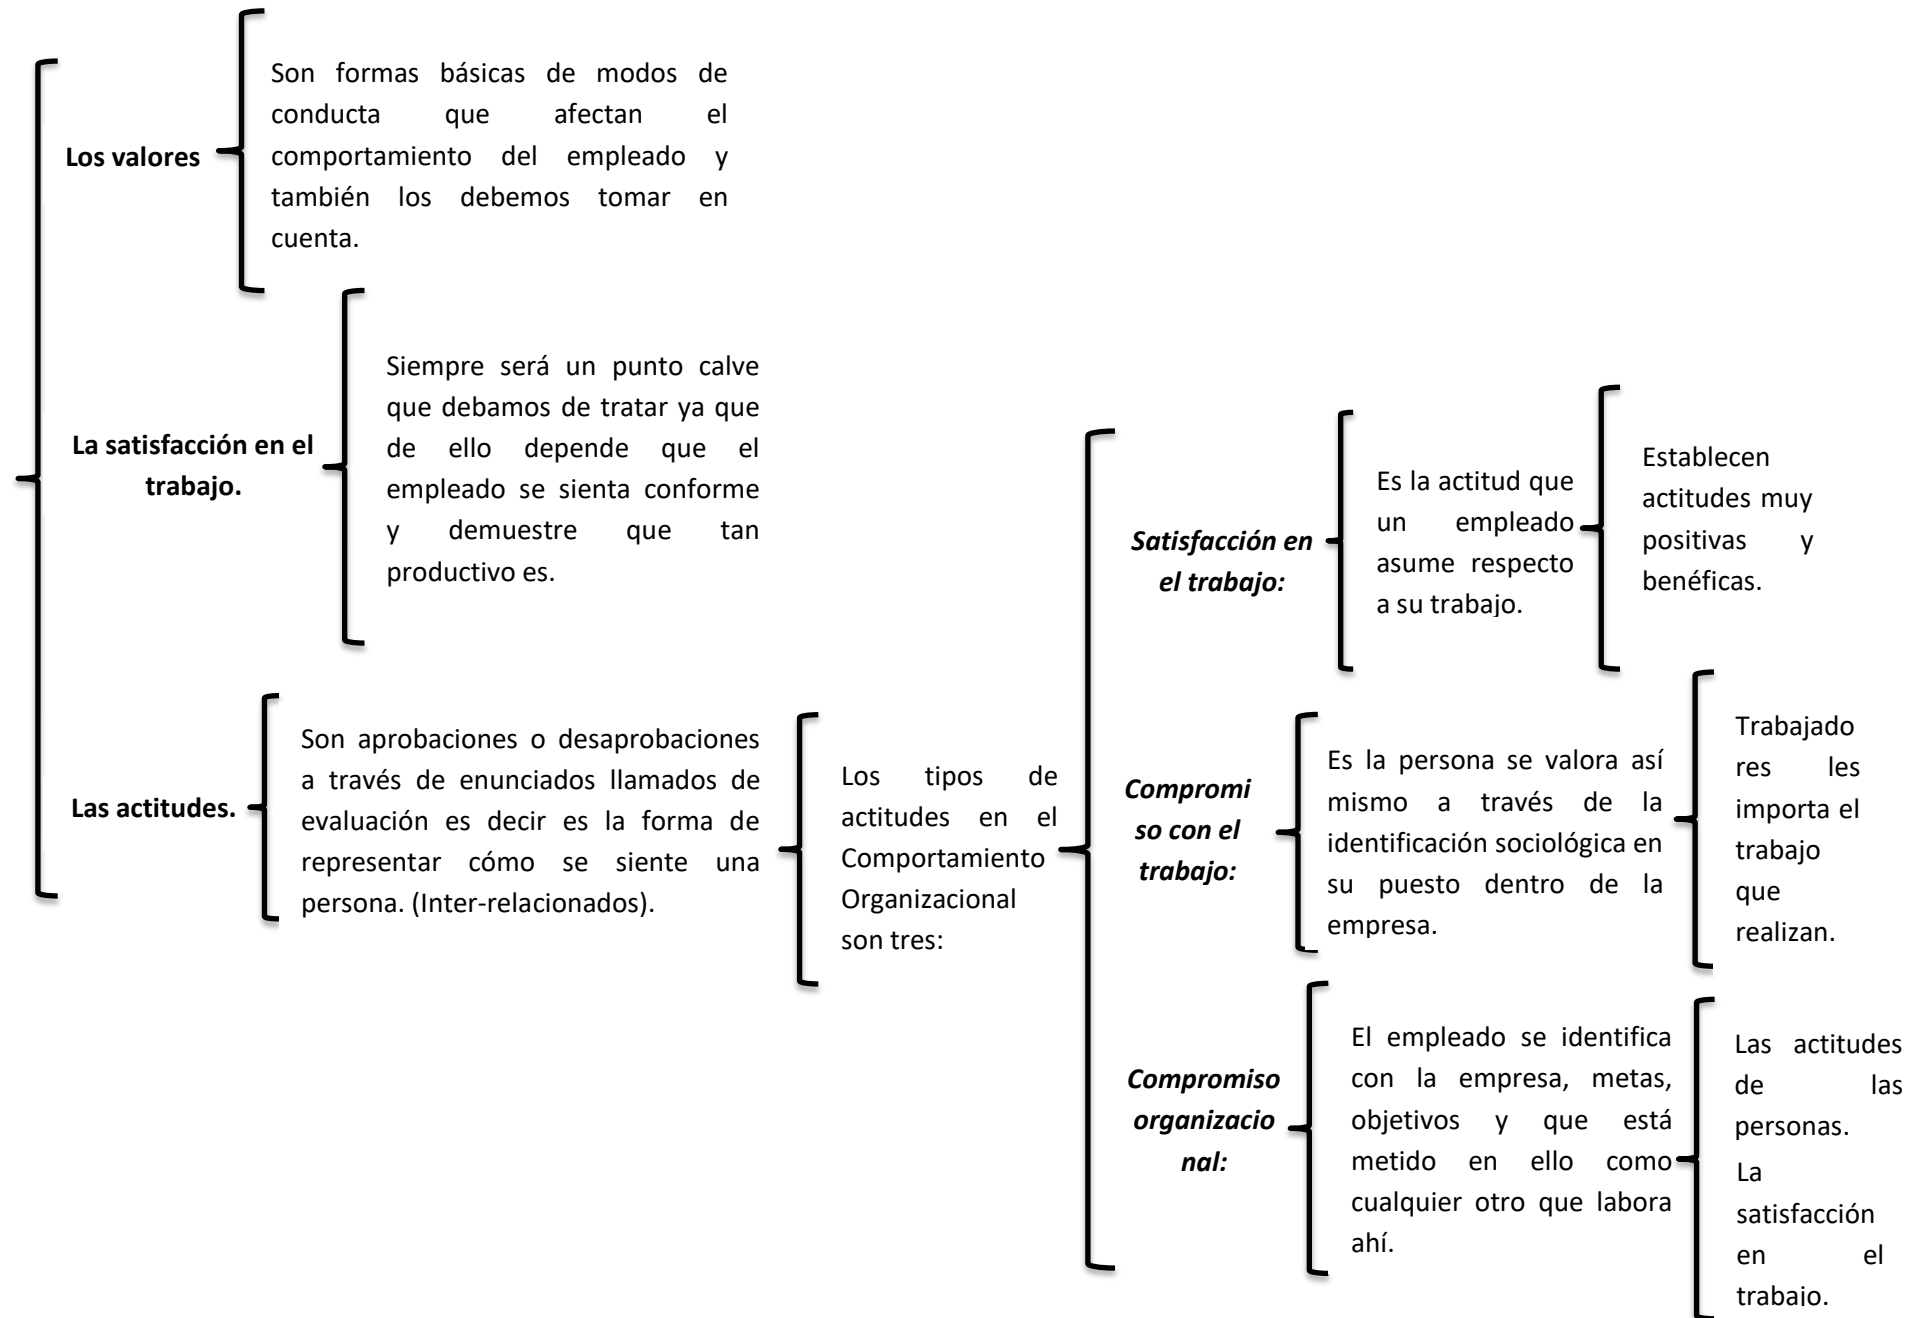 Los valores
Son formas básicas de modos de
conducta que afectan el
comportamiento del empleado y
también los debemos tomar en
cuenta.
La satisfacción en el
trabajo.
Siempre será un punto calve
que debamos de tratar ya que
de ello depende que el
empleado se sienta conforme
y demuestre que tan
productivo es.
Las actitudes.
Son aprobaciones o desaprobaciones
a través de enunciados llamados de
evaluación es decir es la forma de
representar cómo se siente una
persona. (Inter-relacionados).
Los tipos de
actitudes en el
Comportamiento
Organizacional
son tres:
Satisfacción en
el trabajo:
Es la actitud que
un empleado
asume respecto
a su trabajo.
Establecen
actitudes muy
positivas y
benéficas.
Compromi
so con el
trabajo:
Es la persona se valora así
mismo a través de la
identificación sociológica en
su puesto dentro de la
empresa.
Trabajado
res les
importa el
trabajo
que
realizan.
Compromiso
organizacio
nal:
El empleado se identifica
con la empresa, metas,
objetivos y que está
metido en ello como
cualquier otro que labora
ahí.
Las actitudes
de las
personas.
La
satisfacción
en el
trabajo.